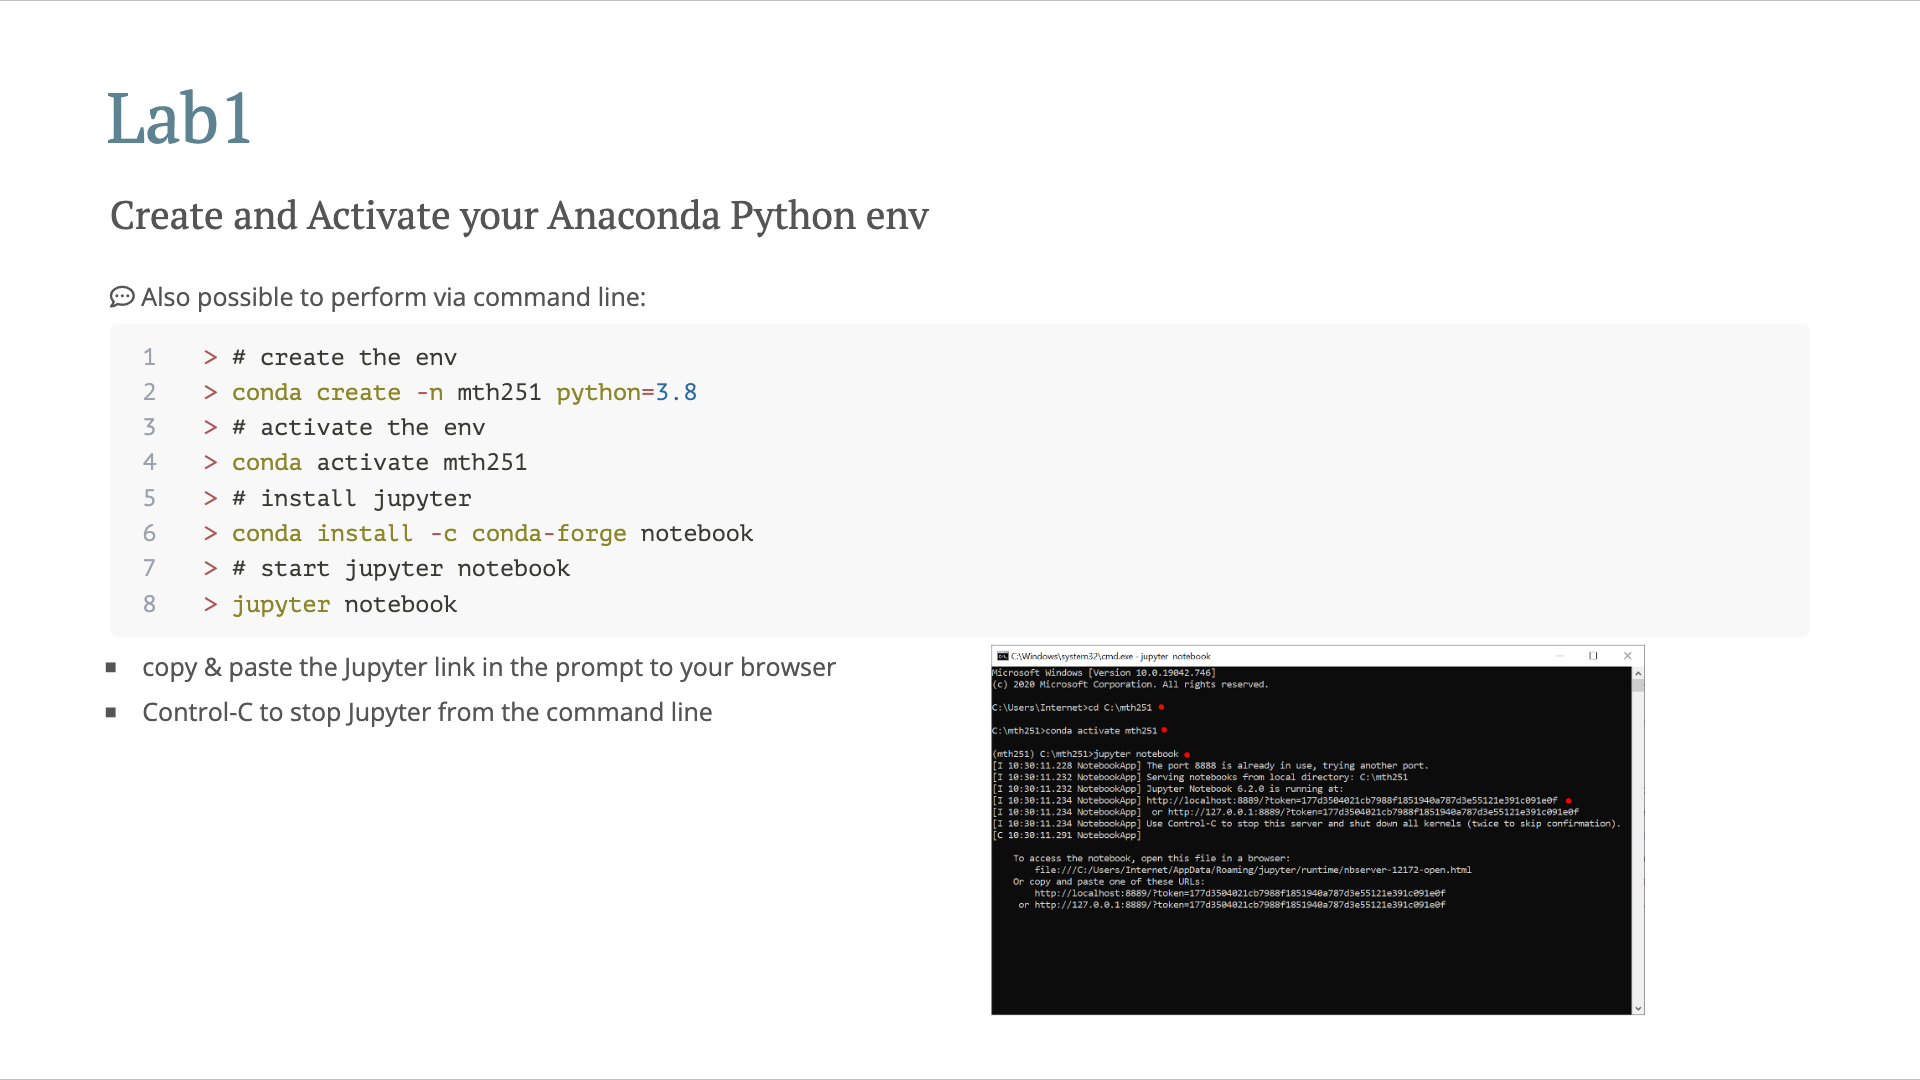 Lab1
Create and Activate your Anaconda Python env
Also possible to perform via command line:
1 > # create the env
2 > conda create -n mth251 python=3.8
3 > # activate the env
4 > conda activate mth251
5 > # install jupyter
6 > conda install -c conda-forge notebook
7 > # start jupyter notebook
8 > jupyter notebook
▪ copy & paste the Jupyter link in the prompt to your browser
▪ Control-C to stop Jupyter from the command line
C:\Windows\system32\cmd.exe - jupyter notebook
Microsoft Windows [Version 10.0.19042.746]
(c) 2020 Microsoft Corporation. All rights reserved.
C:\Users\Internet>cd C:\mth251
C:\mth251>conda activate mth251
(mth251) C:\mth251>jupyter notebook
[I 10:30:11.228 NotebookApp] The port 8888 is already in use, trying another port.
[I 10:30:11.232 NotebookApp] Serving notebooks from local directory: C:\mth251
[I 10:30:11.232 NotebookApp] Jupyter Notebook 6.2.0 is running at:
[I 10:30:11.234 NotebookApp] http://localhost:8889/?token=177d3504021cb7988f1851940a787d3e55121e391c091e0f
[I 10:30:11.234 NotebookApp]  or http://127.0.0.1:8889/?token=177d3504021cb7988f1851940a787d3e55121e391c091e0f
[I 10:30:11.234 NotebookApp] Use Control-C to stop this server and shut down all kernels (twice to skip confirmation).
[C 10:30:11.291 NotebookApp]
To access the notebook, open this file in a browser:
file:///C:/Users/Internet/AppData/Roaming/jupyter/runtime/nbserver-12172-open.html
Or copy and paste one of these URLs:
http://localhost:8889/?token=177d3504021cb7988f1851940a787d3e55121e391c091e0f
or http://127.0.0.1:8889/?token=177d3504021cb7988f1851940a787d3e55121e391c091e0f